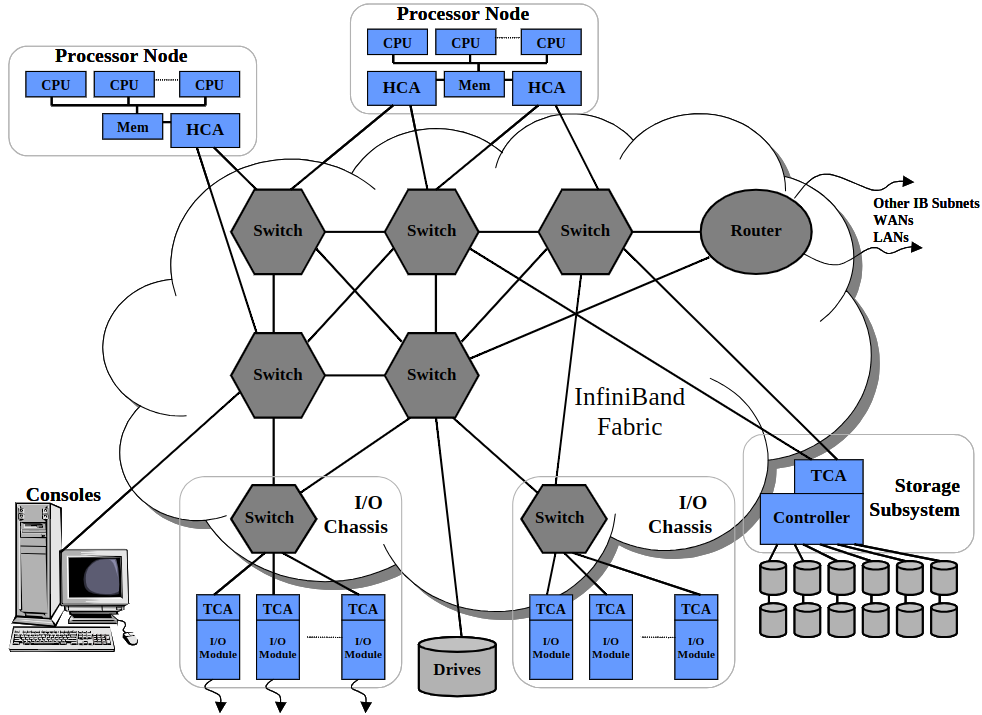 Processor Node
CPU
CPU
CPU
HCA
Mem
HCA
Processor Node
CPU
CPU
CPU
Mem
HCA
Switch
Switch
Switch
Router
Other IB Subnets
WANs
LANs
Switch
Switch
InfiniBand
Fabric
Consoles
Switch
I/O
Chassis
Switch
I/O
Chassis
TCA
Controller
Storage
Subsystem
TCA
I/O
Module
TCA
I/O
Module
TCA
I/O
Module
Drives
TCA
I/O
Module
TCA
I/O
Module
TCA
I/O
Module